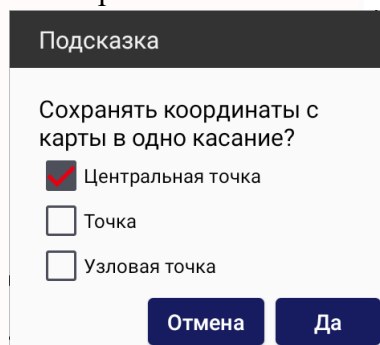 Подсказка
Сохранять координаты с
карты в одно касание?
Центральная точка
Точка
Узловая точка
Отмена Да